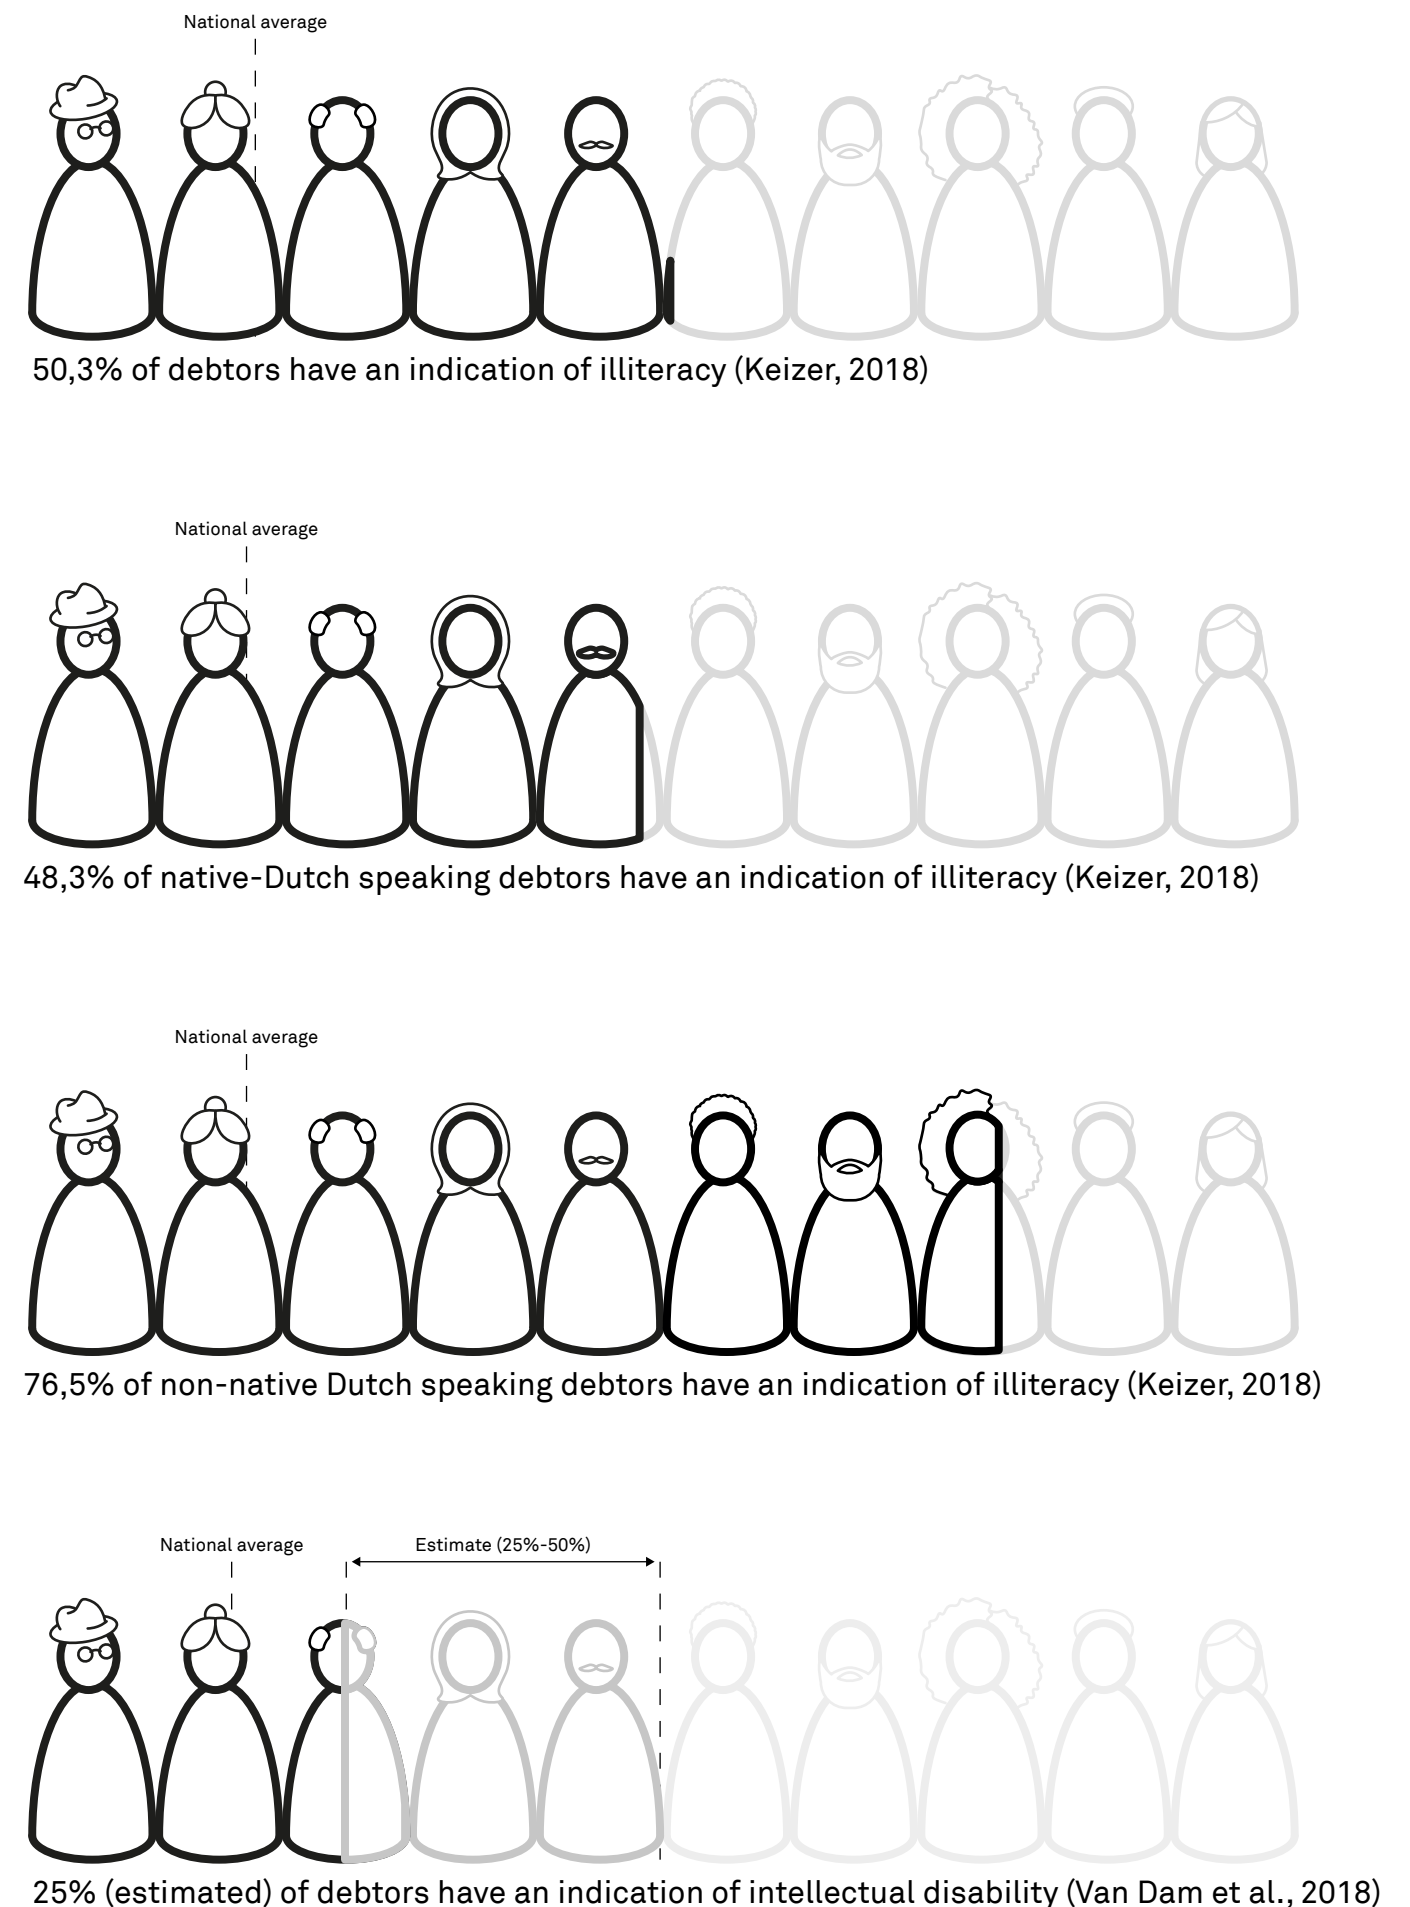 National average
50,3% of debtors have an indication of illiteracy (Keizer, 2018)
National average
48,3% of native-Dutch speaking debtors have an indication of illiteracy (Keizer, 2018)
National average
76,5% of non-native Dutch speaking debtors have an indication of illiteracy (Keizer, 2018)
National average
Estimate (25%-50%)
25% (estimated) of debtors have an indication of intellectual disability (Van Dam et al., 2018)